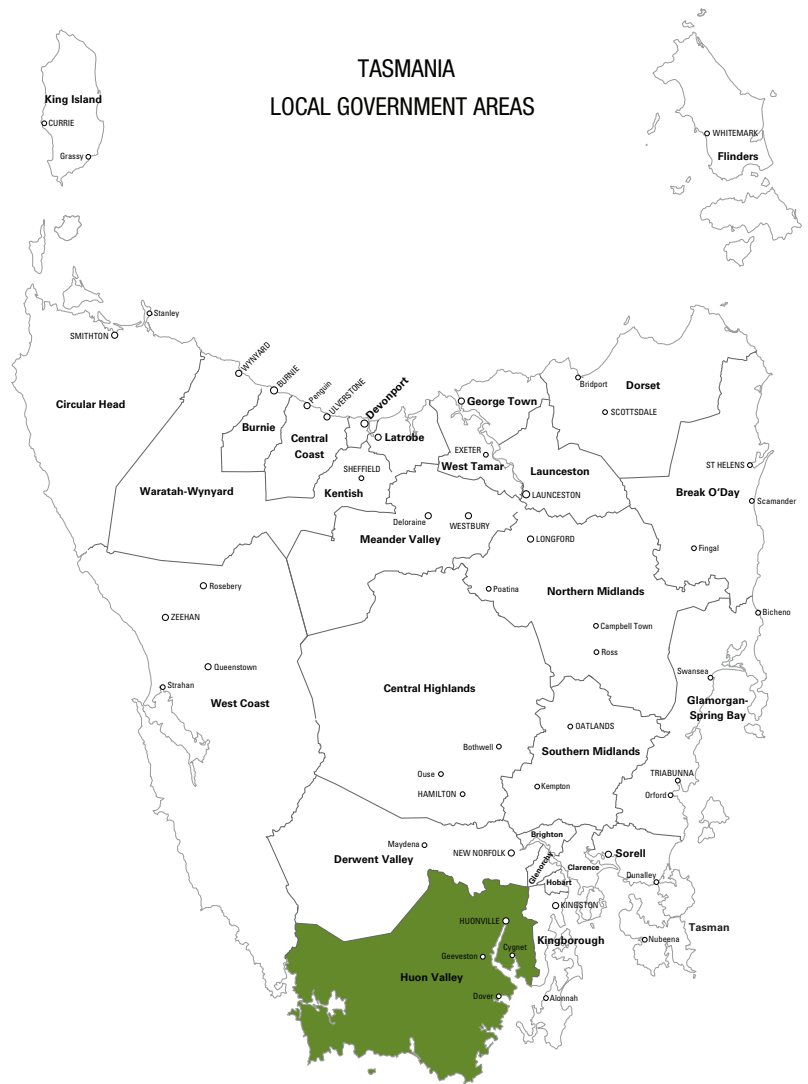 TASMANIA
LOCAL GOVERNMENT AREAS
King Island
CURRIE
Grassy
WHITEMARK
Flinders
Stanley
SMITHTON
WYNYARD
BURNIE
Penguin
ULVERSTONE
Devonport
Circular Head
Burnie
Central
Coast
Latrobe
George Town
Bridport
Dorset
SCOTTSDALE
EXETER
West Tamar
Launceston
LAUNCESTON
SHEFFIELD
Kentish
Waratah-Wynyard
ST HELENS
Break O'Day
Scamander
Deloraine
WESTBURY
Meander Valley
LONGFORD
Fingal
Rosebery
Poatina
Northern Midlands
ZEEHAN
Campbell Town
Bicheno
Ross
Queenstown
Strahan
West Coast
Central Highlands
Swansea
Glamorgan-
Spring Bay
OATLANDS
Bothwell
Southern Midlands
Ouse
HAMILTON
Kempton
TRIABUNNA
Orford
Maydena
Derwent Valley
NEW NORFOLK
Brighton
Glenorchy
Sorell
Clarence
Hobart
Dunalley
KINGSTON
HUONVILLE
Kingborough
Tasman
Nubeena
Cygnet
Geeveston
Huon Valley
Dover
Alonnah